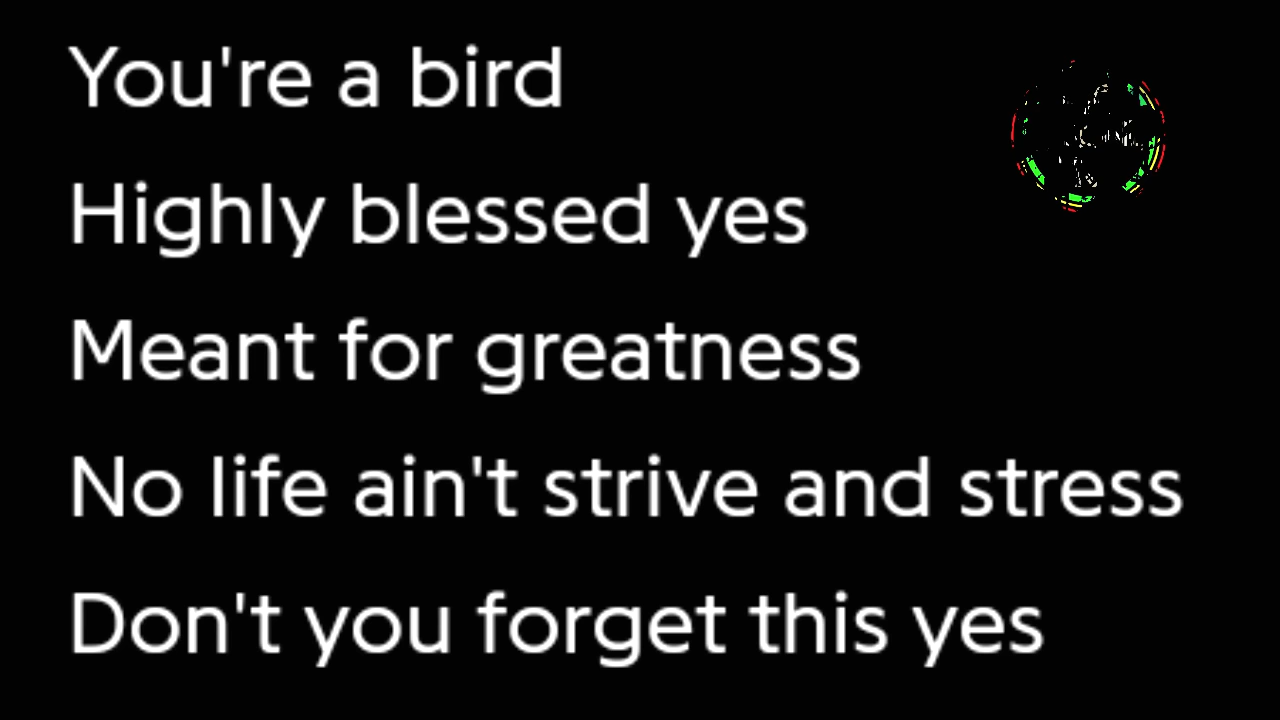 You're a bird
Highly blessed yes
Meant for greatness
No life ain't strive and stress
Don't you forget this yes